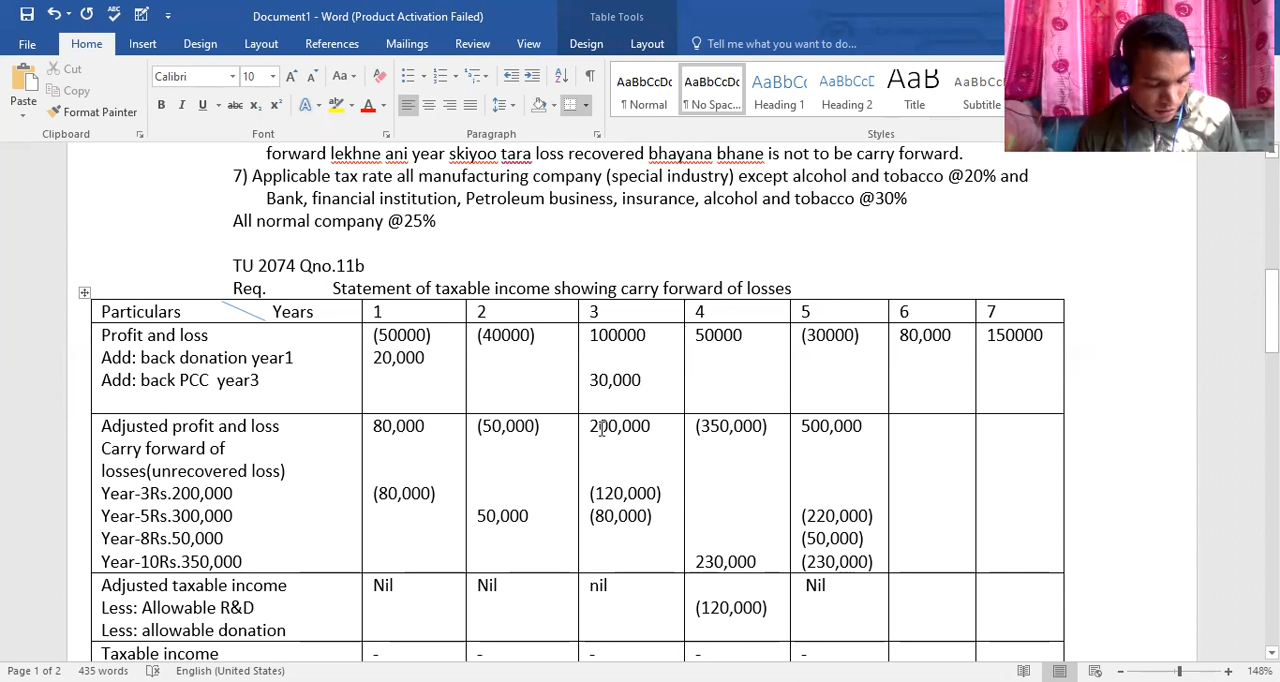 Document1 - Word (Product Activation Failed)
Table Tools
File Home Insert Design Layout References Mailings Review View Design Layout Tell me what you want to do...
Paste
Cut
Copy
Format Painter
Calibri 10
AaBbCcDc AaBbCcDc AaBbCc AaBbCcD AaB AaBbCcD
¶ Normal ¶ No Spac... Heading 1 Heading 2 Title Subtitle
Clipboard Font Paragraph Styles
forward lekhne ani year skiyoo tara loss recovered bhayana bhane is not to be carry forward.
7) Applicable tax rate all manufacturing company (special industry) except alcohol and tobacco @20% and
Bank, financial institution, Petroleum business, insurance, alcohol and tobacco @30%
All normal company @25%
TU 2074 Qno.11b
Req. Statement of taxable income showing carry forward of losses
Particulars Years 1 2 3 4 5 6 7
Profit and loss (50000) (40000) 100000 50000 (30000) 80,000 150000
Add: back donation year1 20,000
Add: back PCC year3 30,000
Adjusted profit and loss 80,000 (50,000) 200,000 (350,000) 500,000
Carry forward of
losses(unrecovered loss)
Year-3Rs.200,000 (80,000) (120,000)
Year-5Rs.300,000 50,000 (80,000) (220,000)
Year-8Rs.50,000 (50,000)
Year-10Rs.350,000 230,000 (230,000)
Adjusted taxable income Nil Nil nil Nil
Less: Allowable R&D (120,000)
Less: allowable donation
Taxable income - - - - -
Page 1 of 2 435 words English (United States) 148%